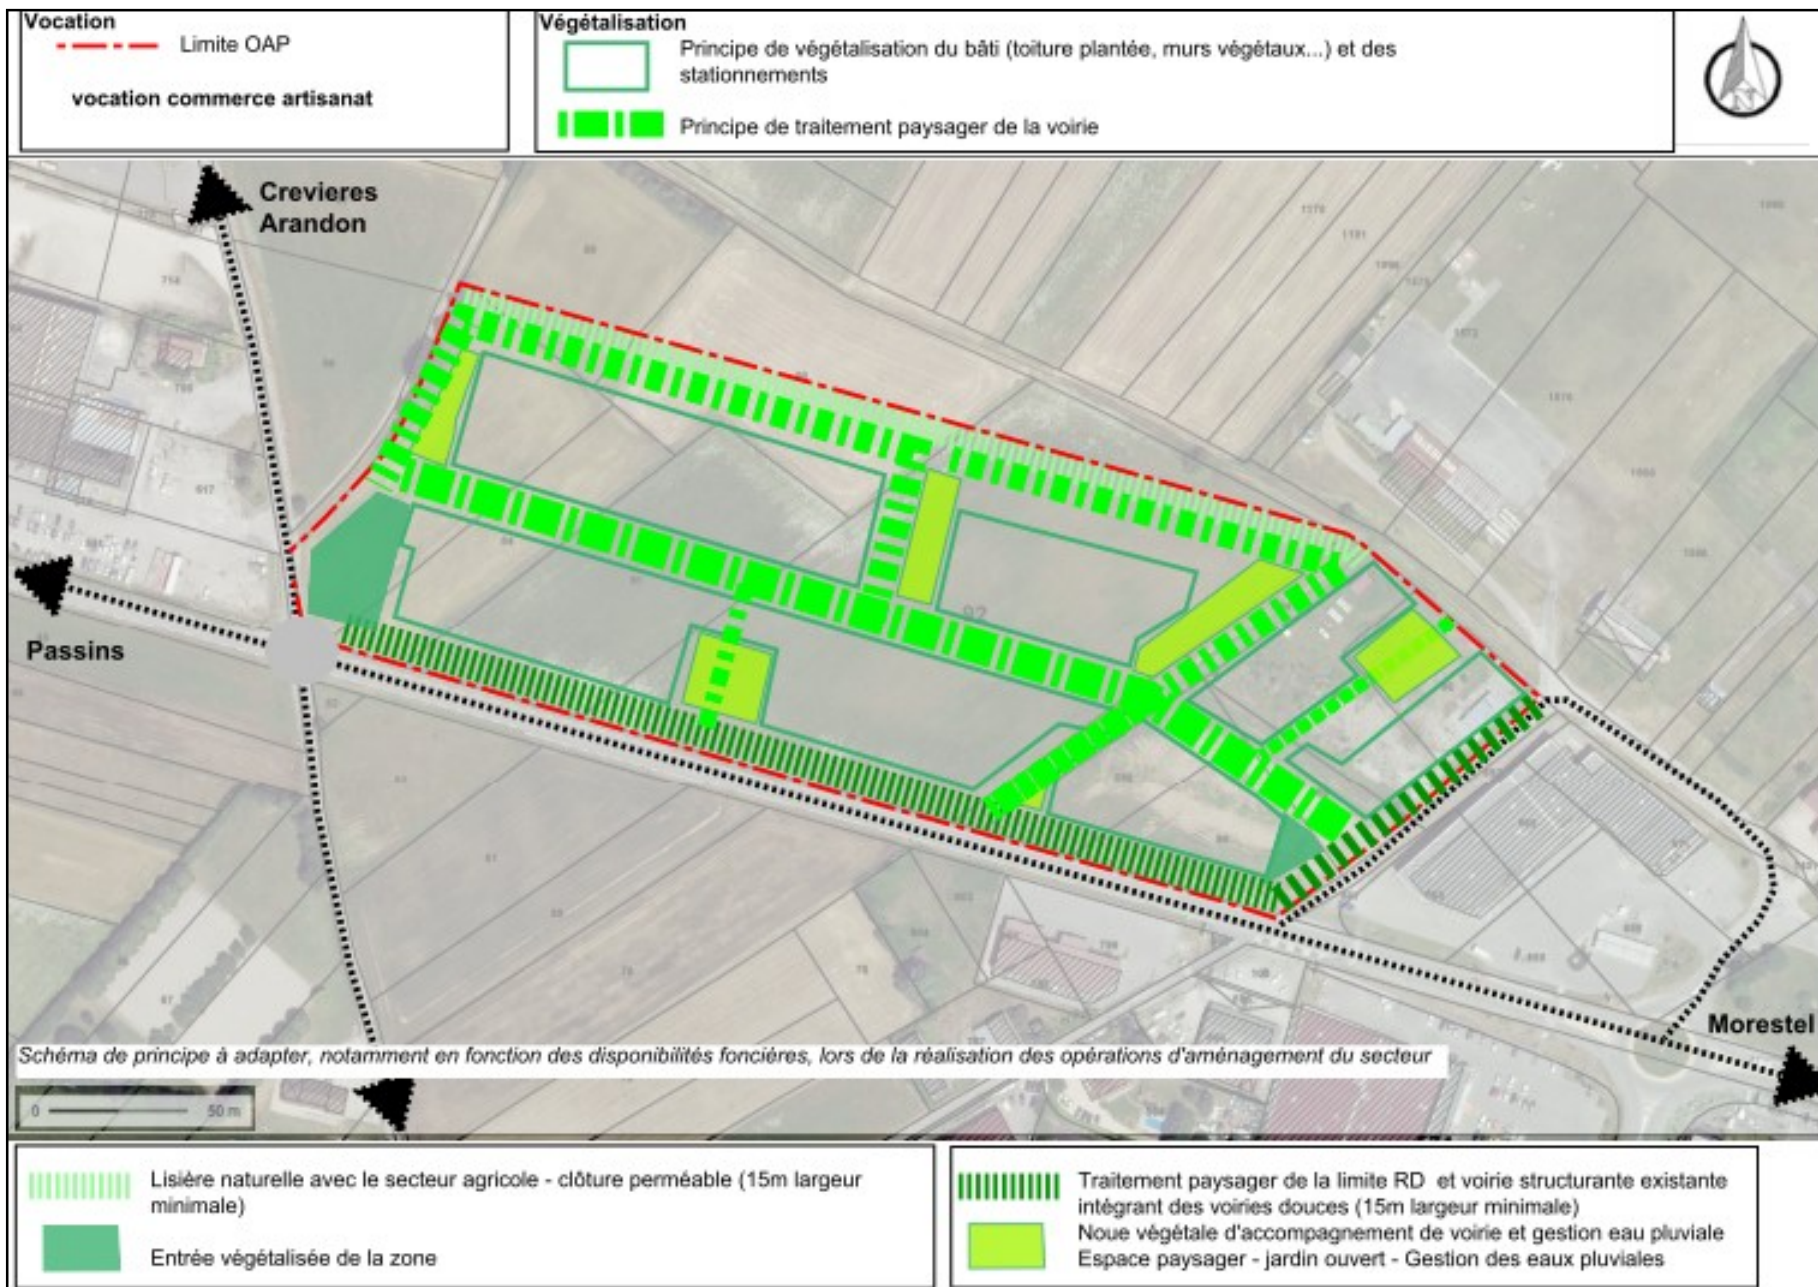 Vocation
Limite OAP
vocation commerce artisanat
Végétalisation
Principe de végétalisation du bâti (toiture plantée, murs végétaux...) et des
stationnements
Principe de traitement paysager de la voirie
N
Crevieres
Arandon
Passins
92
Morestel
Schéma de principe à adapter, notamment en fonction des disponibilités foncières, lors de la réalisation des opérations d'aménagement du secteur
0 50 m
Lisière naturelle avec le secteur agricole - clôture perméable (15m largeur
minimale)
Entrée végétalisée de la zone
Traitement paysager de la limite RD et voirie structurante existante
intégrant des voiries douces (15m largeur minimale)
Noue végétale d'accompagnement de voirie et gestion eau pluviale
Espace paysager - jardin ouvert - Gestion des eaux pluviales